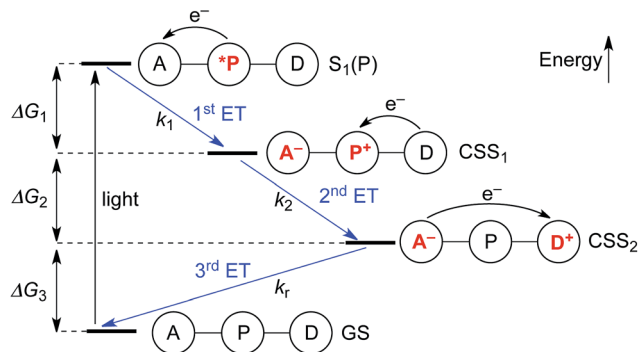 e⁻
A *P D S₁(P)
Energy
ΔG₁
k₁ 1ˢᵗ ET
e⁻
A⁻ P⁺ D CSS₁
ΔG₂
light
k₂ 2ⁿᵈ ET
e⁻
A⁻ P D⁺ CSS₂
ΔG₃
3ʳᵈ ET
kᵣ
A P D GS